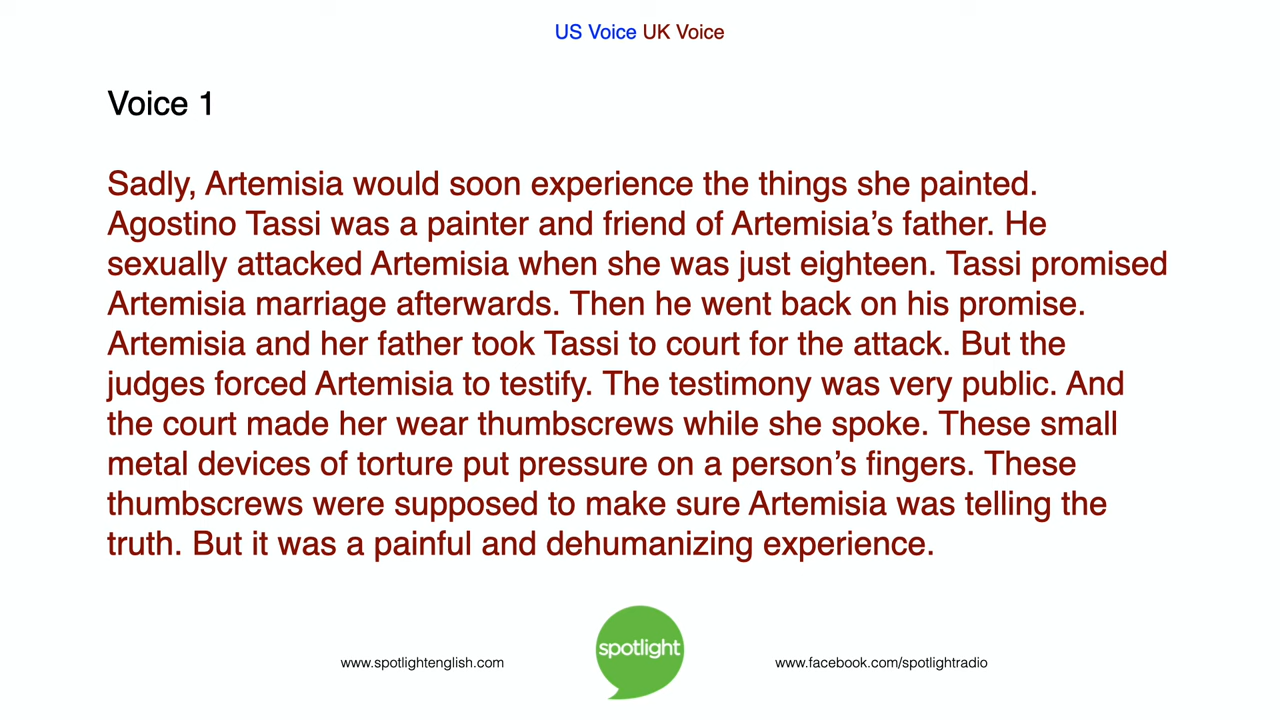 US Voice UK Voice
Voice 1
Sadly, Artemisia would soon experience the things she painted.
Agostino Tassi was a painter and friend of Artemisia’s father. He
sexually attacked Artemisia when she was just eighteen. Tassi promised
Artemisia marriage afterwards. Then he went back on his promise.
Artemisia and her father took Tassi to court for the attack. But the
judges forced Artemisia to testify. The testimony was very public. And
the court made her wear thumbscrews while she spoke. These small
metal devices of torture put pressure on a person’s fingers. These
thumbscrews were supposed to make sure Artemisia was telling the
truth. But it was a painful and dehumanizing experience.
www.spotlightenglish.com
spotlight
www.facebook.com/spotlightradio